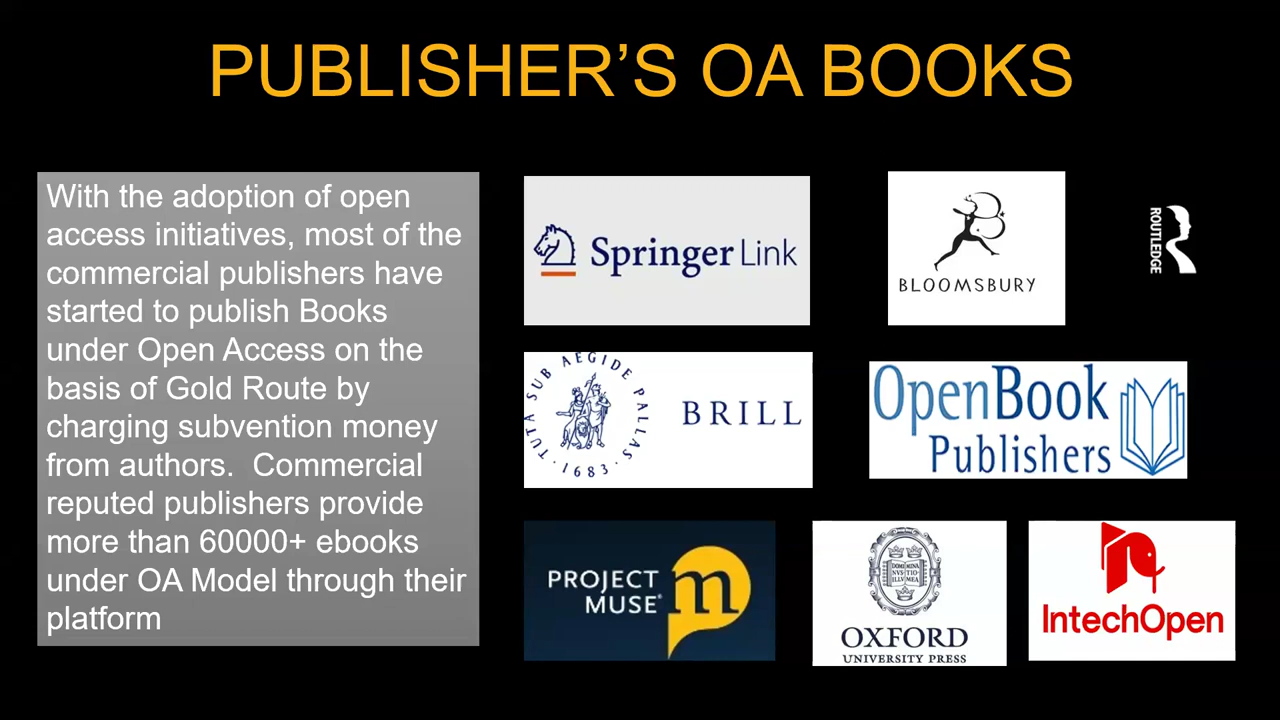 PUBLISHER’S OA BOOKS
With the adoption of open
access initiatives, most of the
commercial publishers have
started to publish Books
under Open Access on the
basis of Gold Route by
charging subvention money
from authors.  Commercial
reputed publishers provide
more than 60000+ ebooks
under OA Model through their
platform
Springer Link
BLOOMSBURY
ROUTLEDGE
TUTA SUB AEGIDE PALLAS
· 1683 ·
BRILL
OpenBook
Publishers
PROJECT
MUSE®
m
DOMINA
NVSTIO
ILLVMEA
OXFORD
UNIVERSITY PRESS
IntechOpen